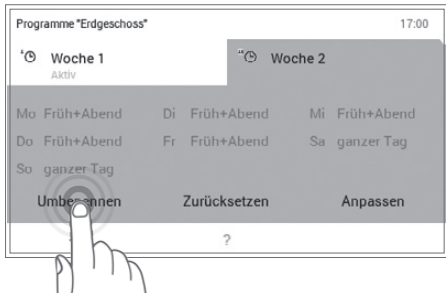 Programme "Erdgeschoss" 17:00
Woche 1 Woche 2
Aktiv
Mo Früh+Abend Di Früh+Abend Mi Früh+Abend
Do Früh+Abend Fr Früh+Abend Sa ganzer Tag
So ganzer Tag
Umbenennen Zurücksetzen Anpassen
?